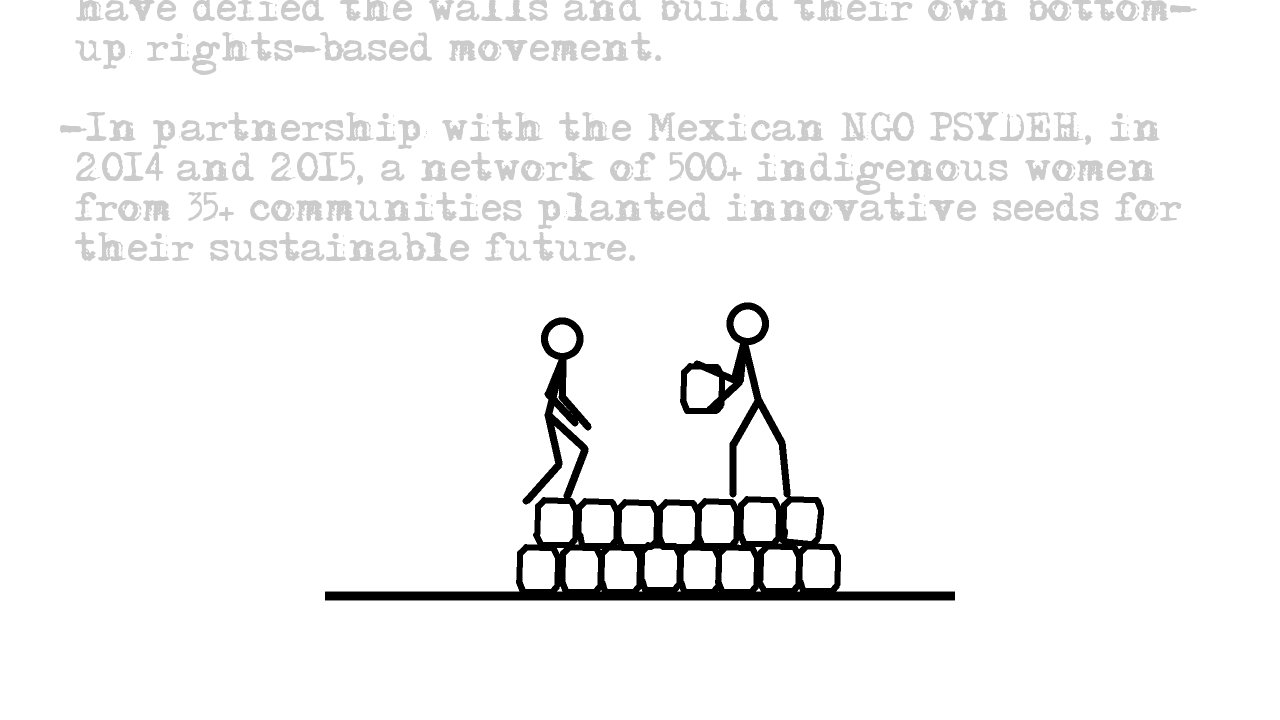 have defied the walls and build their own bottom-
up rights-based movement.
-In partnership with the Mexican NGO PSYDEH, in
2014 and 2015, a network of 500+ indigenous women
from 35+ communities planted innovative seeds for
their sustainable future.